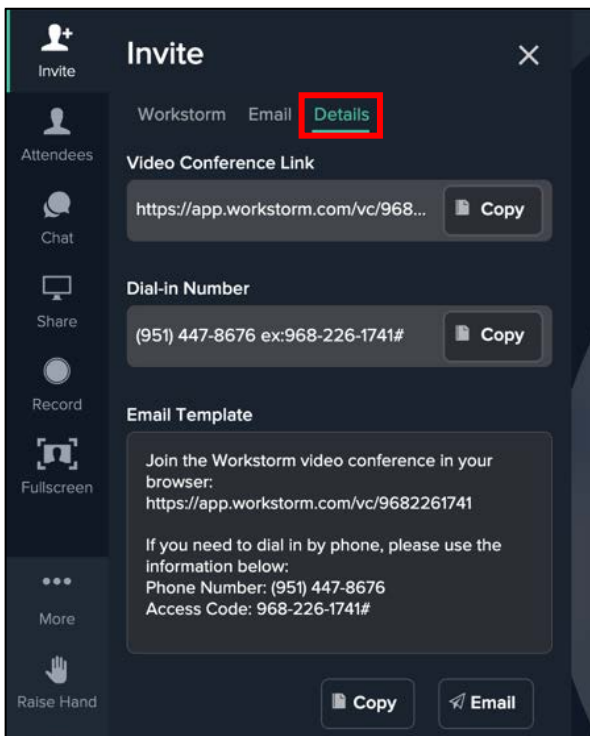 Invite
Invite
Workstorm Email Details
Attendees
Video Conference Link
https://app.workstorm.com/vc/968... Copy
Chat
Dial-in Number
Share
(951) 447-8676 ex:968-226-1741# Copy
Record
Email Template
Join the Workstorm video conference in your
browser:
https://app.workstorm.com/vc/9682261741
Fullscreen
If you need to dial in by phone, please use the
information below:
Phone Number: (951) 447-8676
Access Code: 968-226-1741#
More
Raise Hand
Copy Email